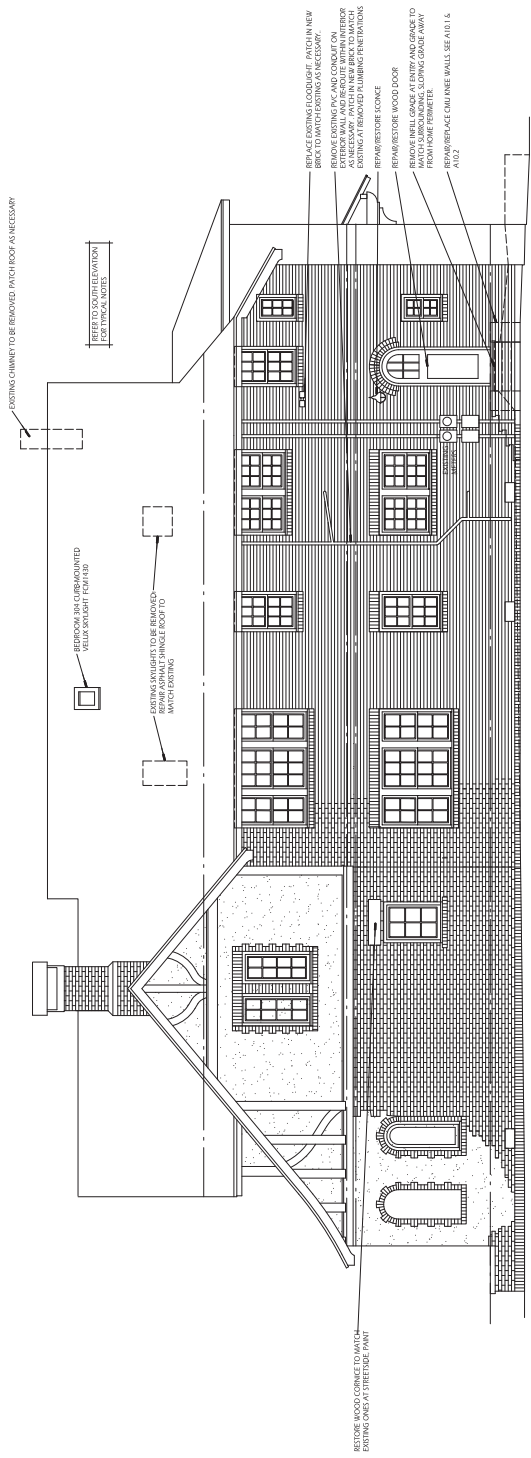 EXISTING CHIMNEY TO BE REMOVED. PATCH ROOF AS NECESSARY
REFER TO SOUTH ELEVATION
FOR TYPICAL NOTES
BEDROOM 304 CURB-MOUNTED
VELUX SKYLIGHT FCM1430
EXISTING SKYLIGHTS TO BE REMOVED:
REPAIR ASPHALT SHINGLE ROOF TO
MATCH EXISTING
REPLACE EXISTING FLOODLIGHT. PATCH IN NEW
BRICK TO MATCH EXISTING AS NECESSARY.
REMOVE EXISTING PVC AND CONDUIT ON
EXTERIOR WALL AND RE-ROUTE WITHIN INTERIOR
AS NECESSARY. PATCH IN NEW BRICK TO MATCH
EXISTING AT REMOVED PLUMBING PENETRATIONS
REPAIR/RESTORE SCONCE
REPAIR/RESTORE WOOD DOOR
REMOVE INFILL GRADE AT ENTRY AND GRADE TO
MATCH SURROUNDING, SLOPING GRADE AWAY
FROM HOME PERIMETER.
REPAIR/REPLACE CMU KNEE WALLS. SEE A10.1 &
A10.2
EXISTING
METERS
RESTORE WOOD CORNICE TO MATCH
EXISTING ONES AT STREETSIDE. PAINT